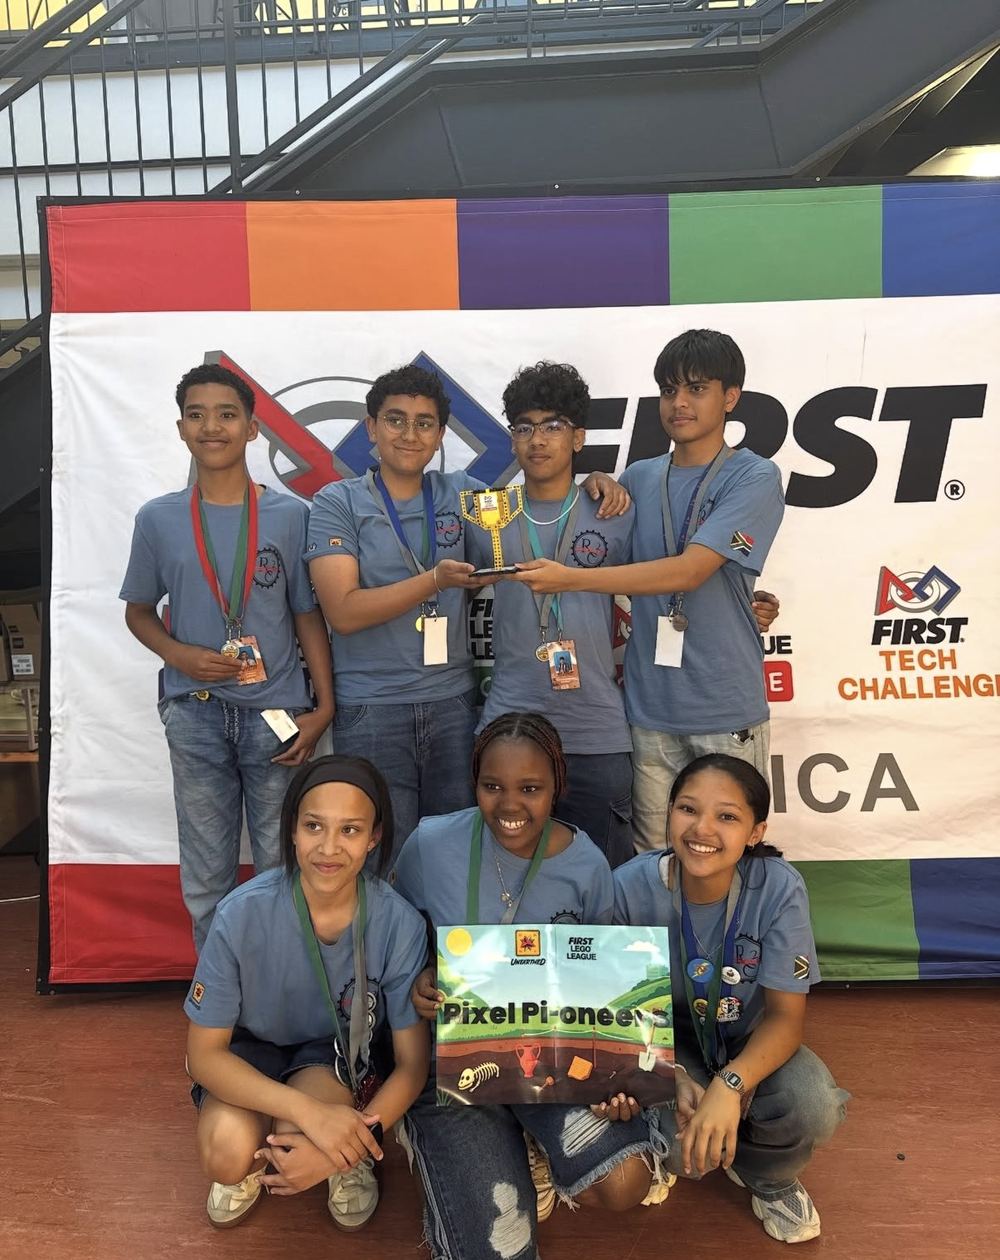 FIRST®
FIRST
TECH
CHALLENGE
ICA
UNEARTHED
FIRST
LEGO
LEAGUE
Pixel Pi-oneers